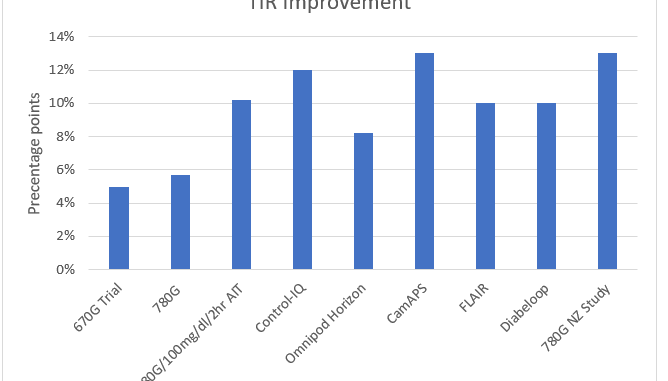 TIR Improvement
14%
12%
10%
8%
6%
4%
2%
0%
Precentage points
670G Trial
780G
80G/100mg/dl/2hr AIT
Control-IQ
Omnipod Horizon
CamAPS
FLAIR
Diabeloop
780G NZ Study